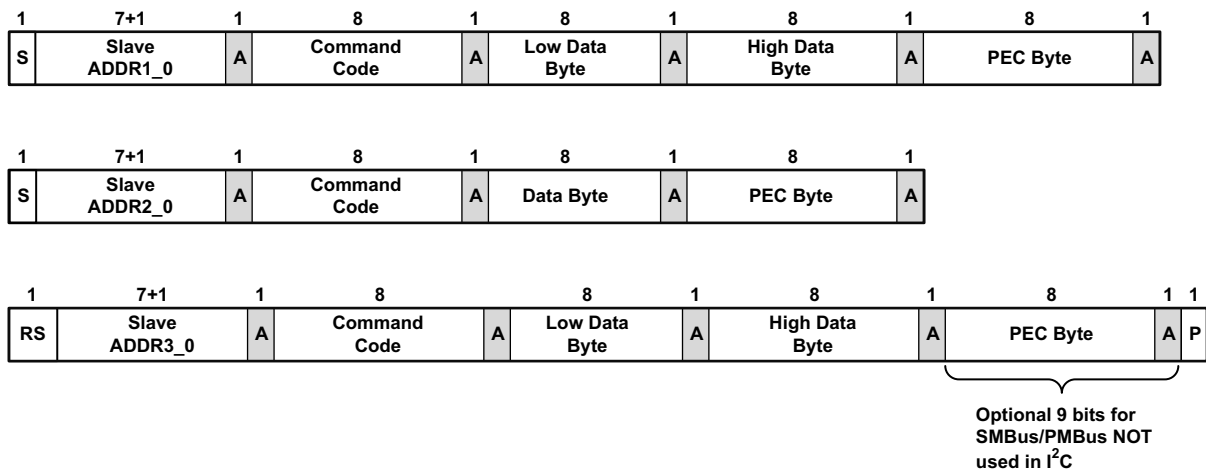 1 7+1 1 8 1 8 1 8 1 8 1
S Slave ADDR1_0 A Command Code A Low Data Byte A High Data Byte A PEC Byte A
1 7+1 1 8 1 8 1 8 1
S Slave ADDR2_0 A Command Code A Data Byte A PEC Byte A
1 7+1 1 8 8 1 8 1 8 1 1
RS Slave ADDR3_0 A Command Code A Low Data Byte A High Data Byte A PEC Byte A P
Optional 9 bits for
SMBus/PMBus NOT
used in I²C